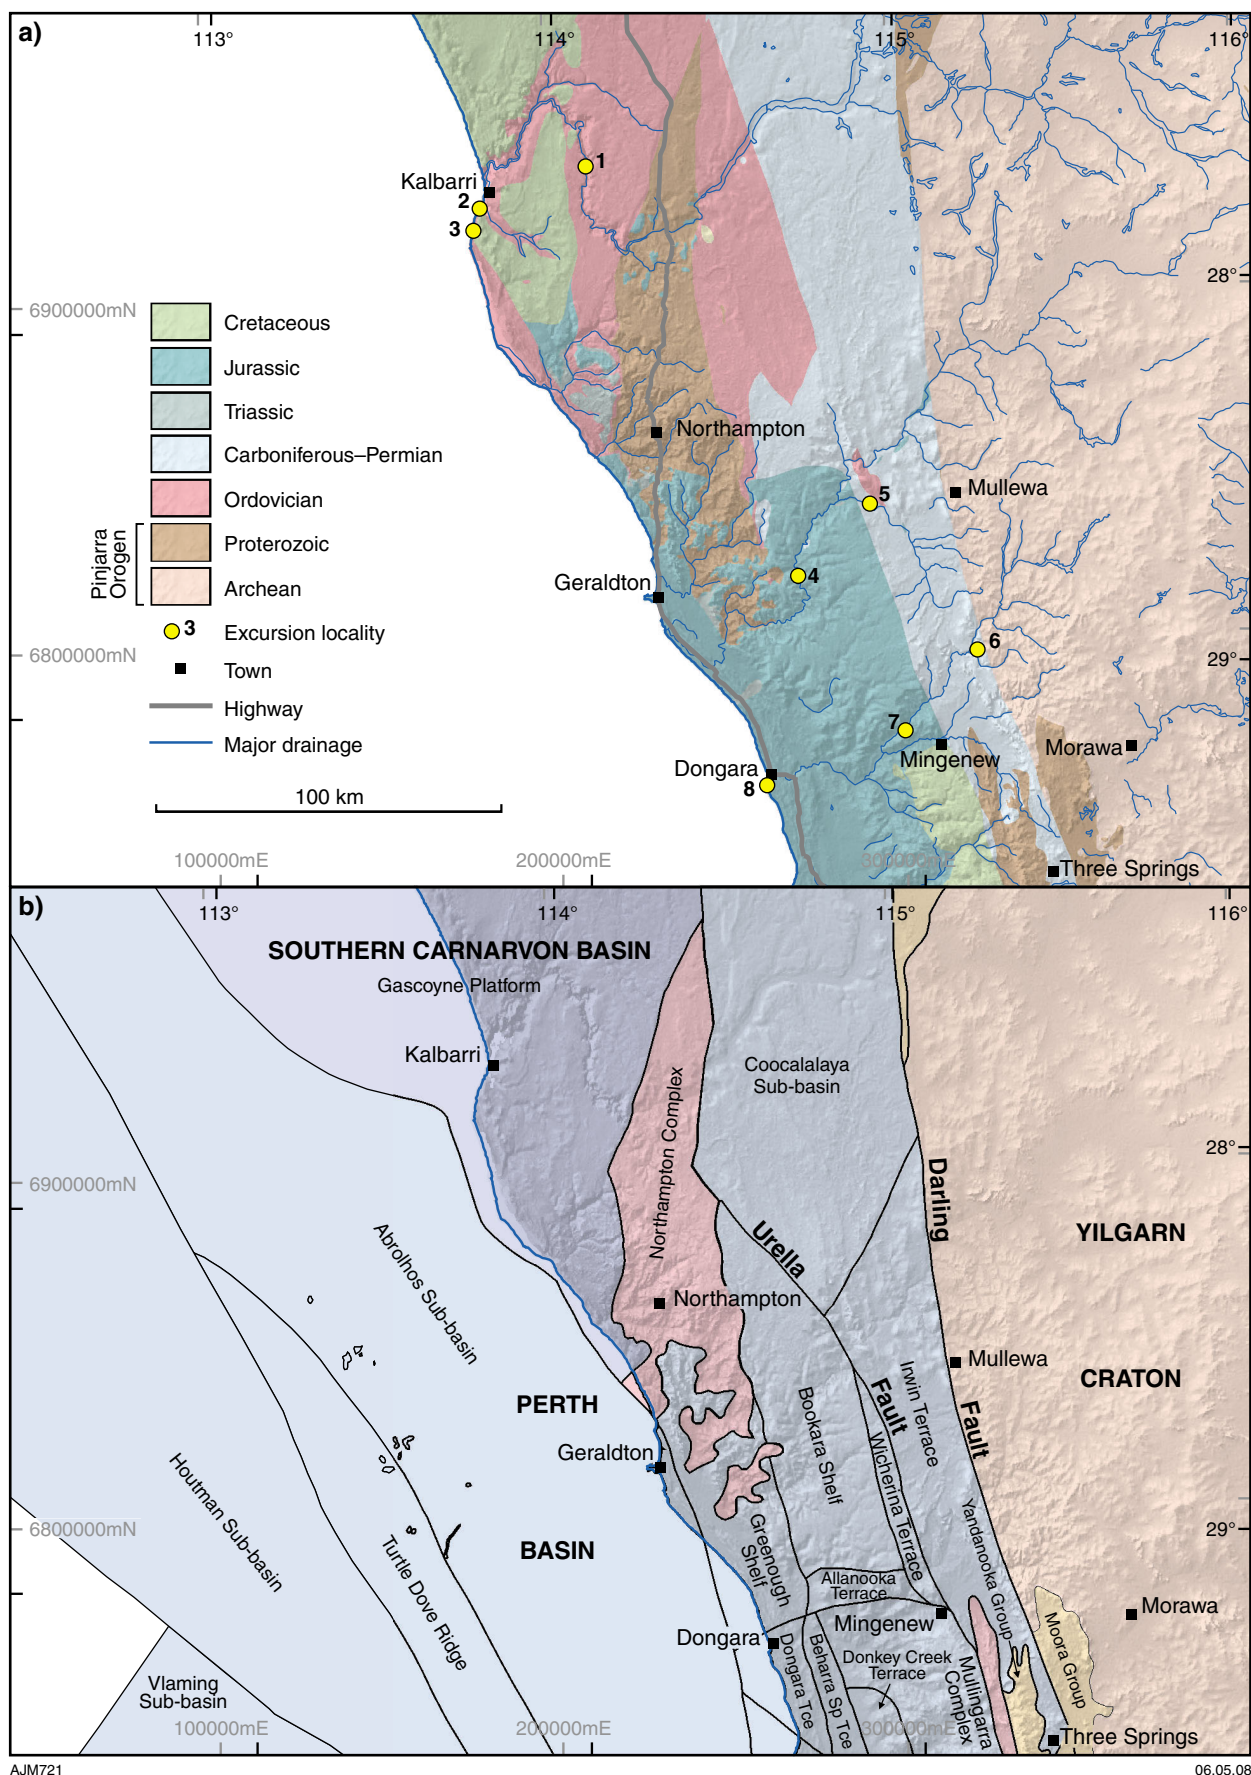 a)
113°
114°
115°
116°
Kalbarri
1
2
3
28°
6900000mN
Cretaceous
Jurassic
Triassic
Carboniferous–Permian
Ordovician
Pinjarra
Orogen
Proterozoic
Archean
3
Excursion locality
Town
Highway
Major drainage
100 km
Northampton
Mullewa
5
4
Geraldton
6
6800000mN
29°
7
Morawa
Mingenew
Dongara
8
100000mE
200000mE
300000mE
Three Springs
b)
113°
114°
115°
116°
SOUTHERN CARNARVON BASIN
Gascoyne Platform
Kalbarri
Coocalalaya
Sub-basin
Northampton Complex
28°
6900000mN
Darling
Fault
YILGARN
CRATON
Urella
Fault
Abrolhos Sub-basin
Northampton
Mullewa
Irwin Terrace
Bookara Shelf
Wicherina Terrace
PERTH
BASIN
Geraldton
Houtman Sub-basin
Turtle Dove Ridge
6800000mN
29°
Greenough
Shelf
Yandanooka Group
Allanooka
Terrace
Mingenew
Moora Group
Morawa
Dongara
Dongara Tce
Beharra Sp Tce
Donkey Creek
Terrace
Mullingarra
Complex
Vlaming
Sub-basin
100000mE
200000mE
300000mE
Three Springs
AJM721
06.05.08